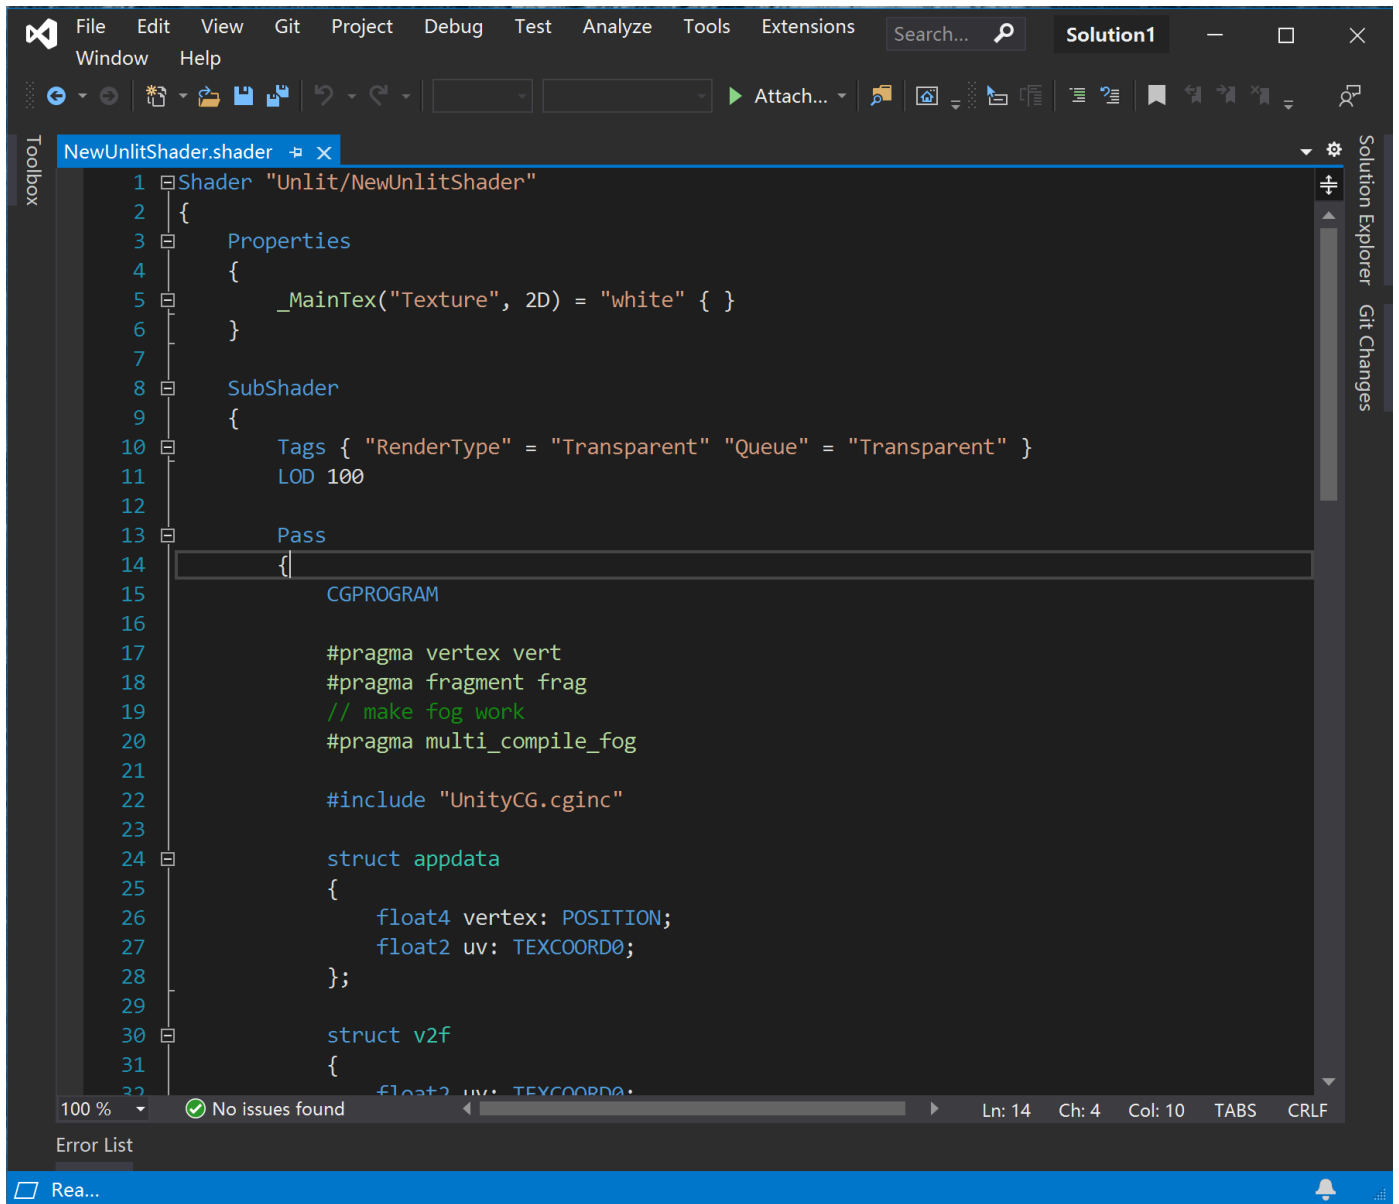 File Edit View Git Project Debug Test Analyze Tools Extensions Search... Solution1
Window Help
Attach...
Toolbox
NewUnlitShader.shader
1 Shader "Unlit/NewUnlitShader"
2 {
3 Properties
4 {
5 _MainTex("Texture", 2D) = "white" { }
6 }
7
8 SubShader
9 {
10 Tags { "RenderType" = "Transparent" "Queue" = "Transparent" }
11 LOD 100
12
13 Pass
14 {
15 CGPROGRAM
16
17 #pragma vertex vert
18 #pragma fragment frag
19 // make fog work
20 #pragma multi_compile_fog
21
22 #include "UnityCG.cginc"
23
24 struct appdata
25 {
26 float4 vertex: POSITION;
27 float2 uv: TEXCOORD0;
28 };
29
30 struct v2f
31 {
32 float2 uv: TEXCOORD0;
Solution Explorer
Git Changes
100 % No issues found Ln: 14 Ch: 4 Col: 10 TABS CRLF
Error List
Rea...